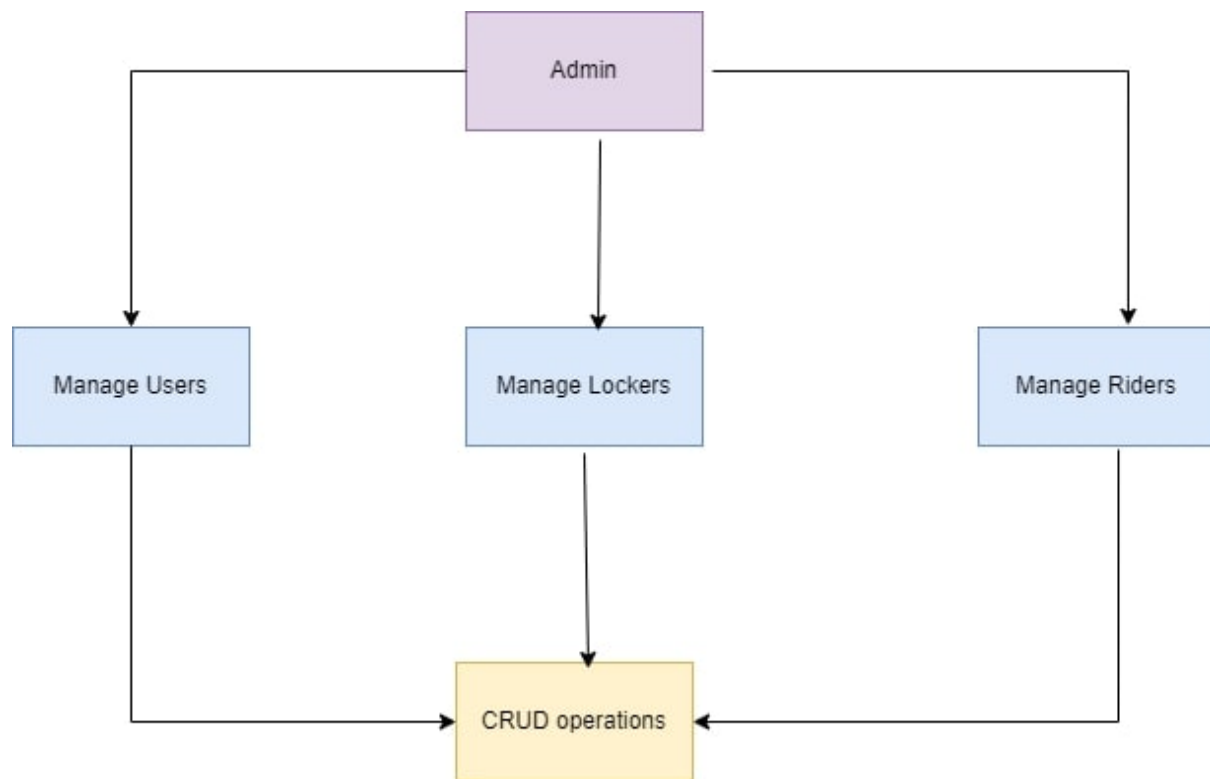 Admin
Manage Users
Manage Lockers
Manage Riders
CRUD operations